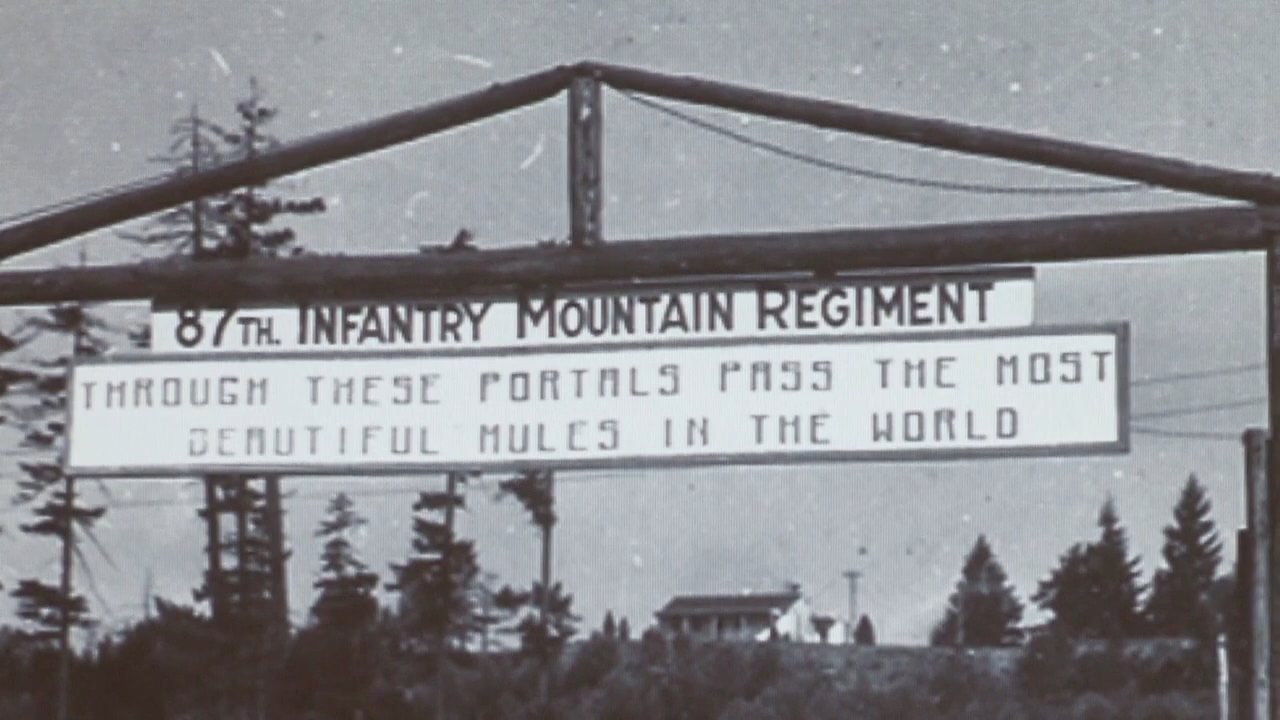 87TH. INFANTRY MOUNTAIN REGIMENT
THROUGH THESE PORTALS PASS THE MOST
BEAUTIFUL MULES IN THE WORLD